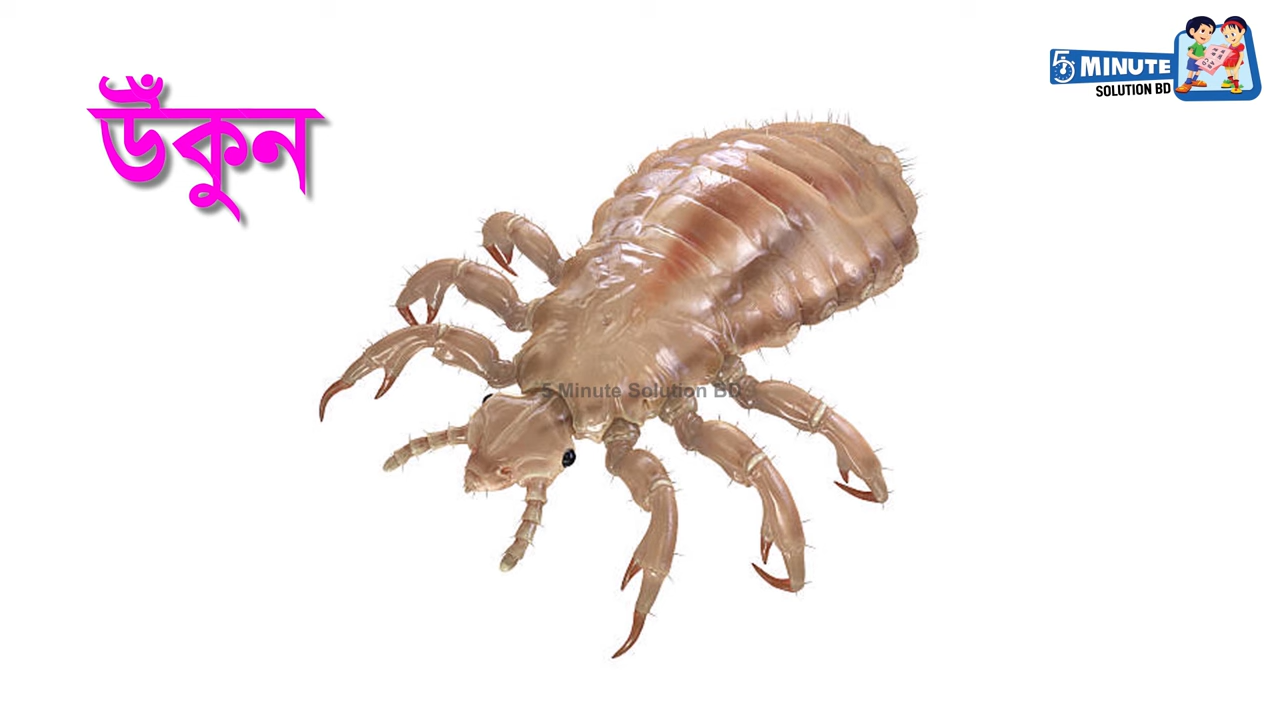 উঁকুন
5 MINUTE
SOLUTION BD
5 Minute Solution BD